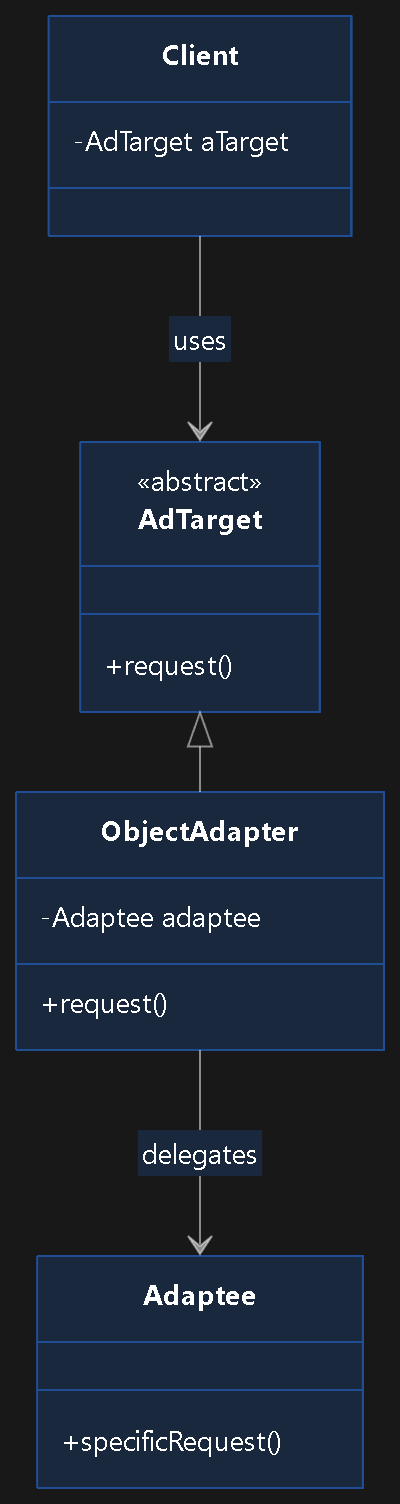 Client
-AdTarget aTarget
uses
«abstract»
AdTarget
+request()
ObjectAdapter
-Adaptee adaptee
+request()
delegates
Adaptee
+specificRequest()